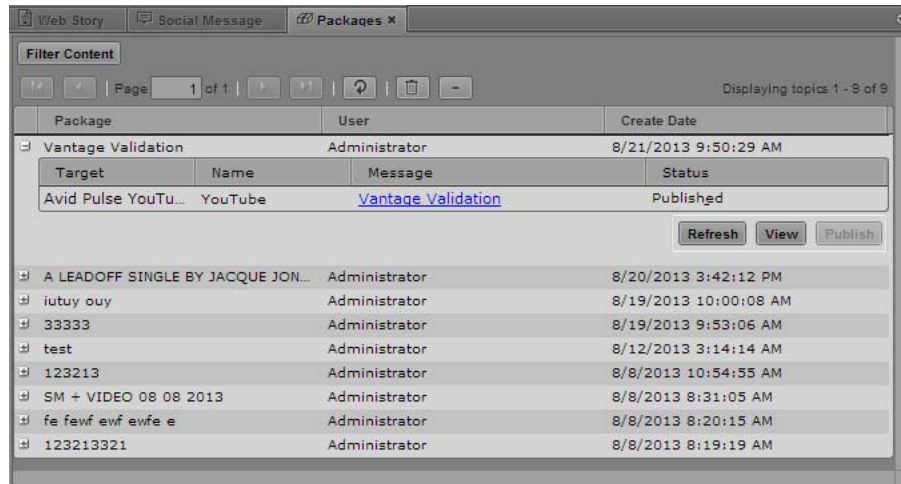 Web Story Social Message Packages ×
Filter Content
Page 1 of 1 Displaying topics 1 - 9 of 9
Package User Create Date
Vantage Validation Administrator 8/21/2013 9:50:29 AM
Target Name Message Status
Avid Pulse YouTu... YouTube Vantage Validation Published
Refresh View Publish
A LEADOFF SINGLE BY JACQUE JON... Administrator 8/20/2013 3:42:12 PM
iutuy ouy Administrator 8/19/2013 10:00:08 AM
33333 Administrator 8/19/2013 9:53:06 AM
test Administrator 8/12/2013 3:14:14 AM
123213 Administrator 8/8/2013 10:54:55 AM
SM + VIDEO 08 08 2013 Administrator 8/8/2013 8:31:05 AM
fe fewf ewf ewfe e Administrator 8/8/2013 8:20:15 AM
123213321 Administrator 8/8/2013 8:19:19 AM